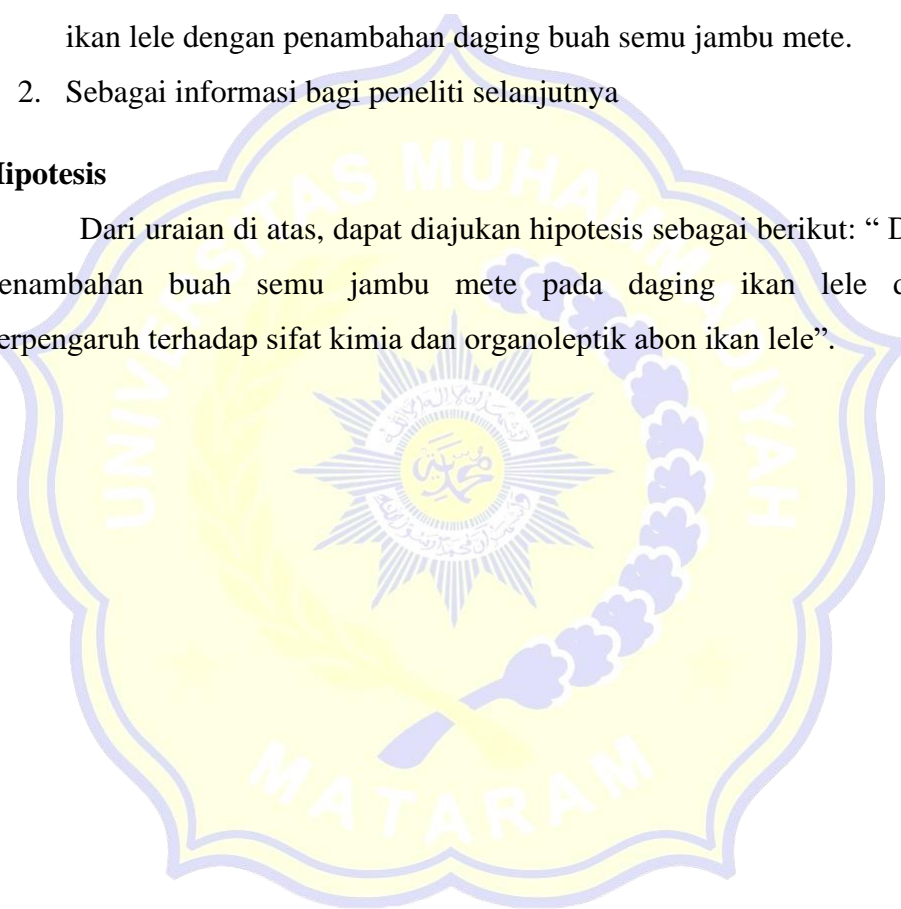 ikan lele dengan penambahan daging buah semu jambu mete.
2. Sebagai informasi bagi peneliti selanjutnya
Hipotesis
Dari uraian di atas, dapat diajukan hipotesis sebagai berikut: “ D
enambahan buah semu jambu mete pada daging ikan lele d
erpengaruh terhadap sifat kimia dan organoleptik abon ikan lele”.
UNIVERSITAS MUHAMMADIYAH
MATARAM